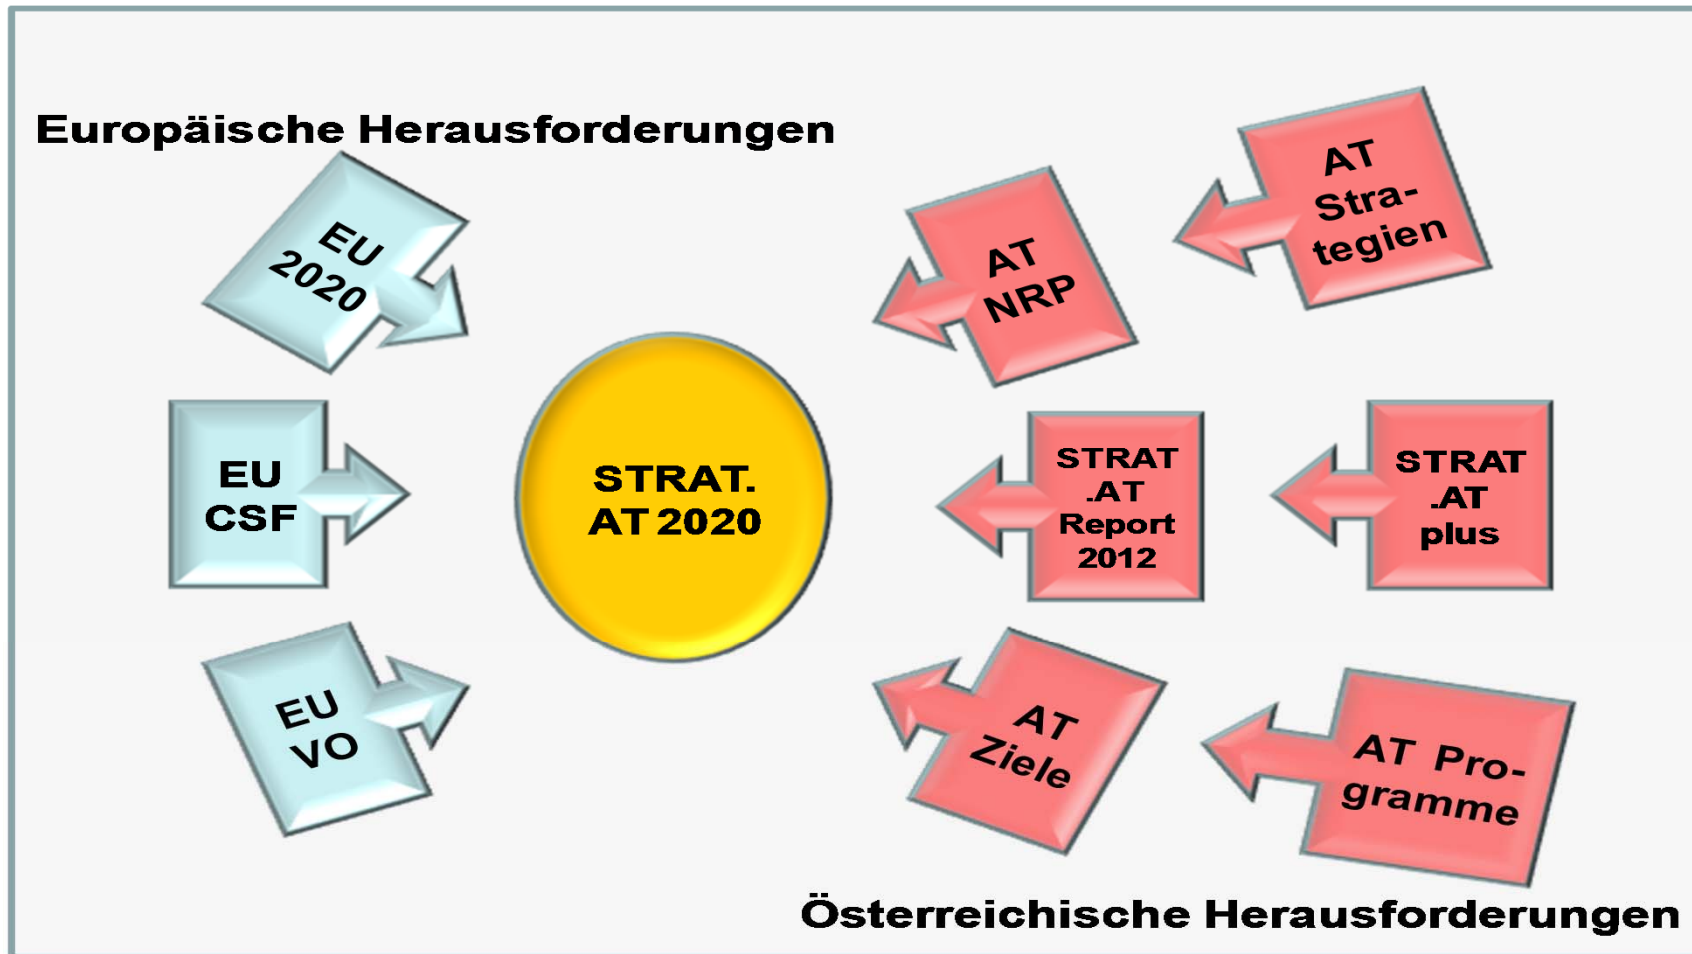 Europäische Herausforderungen
EU
2020
EU
CSF
EU
VO
STRAT.
AT 2020
AT
NRP
AT
Stra-
tegien
STRAT
.AT
Report
2012
STRAT
.AT
plus
AT
Ziele
AT Pro-
gramme
Österreichische Herausforderungen